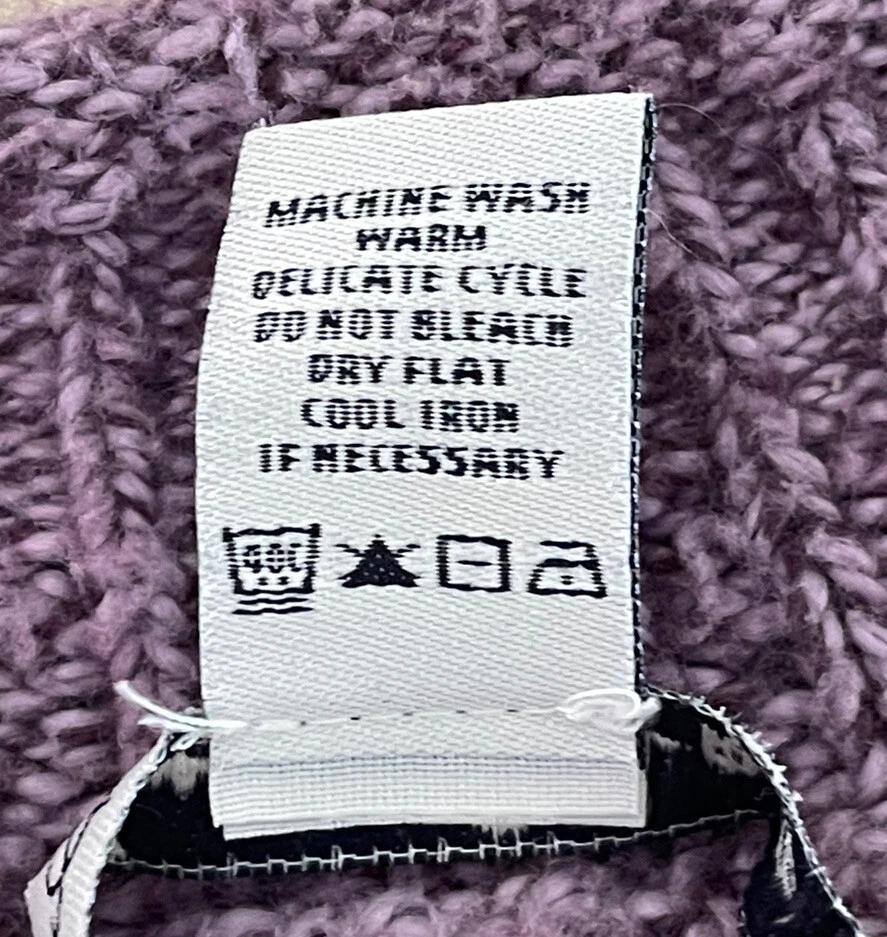 MACHINE WASH
WARM
DELICATE CYCLE
DO NOT BLEACH
DRY FLAT
COOL IRON
IF NECESSARY
40C